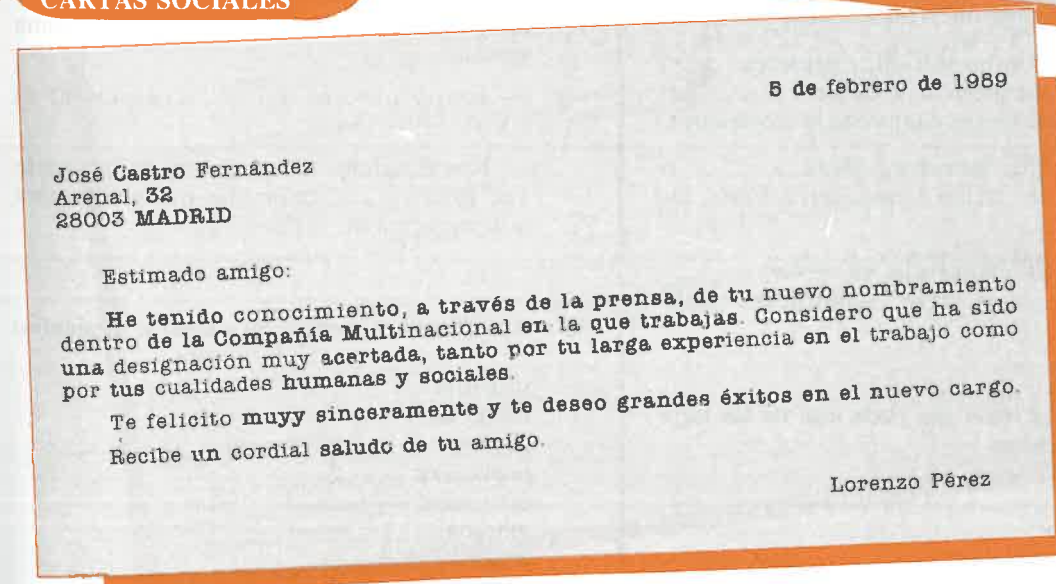 CARTAS SOCIALES
5 de febrero de 1989
José Castro Fernández
Arenal, 32
28003 MADRID
Estimado amigo:
He tenido conocimiento, a través de la prensa, de tu nuevo nombramiento
dentro de la Compañía Multinacional en la que trabajas. Considero que ha sido
una designación muy acertada, tanto por tu larga experiencia en el trabajo como
por tus cualidades humanas y sociales.
Te felicito muyy sinceramente y te deseo grandes éxitos en el nuevo cargo.
Recibe un cordial saludo de tu amigo.
Lorenzo Pérez